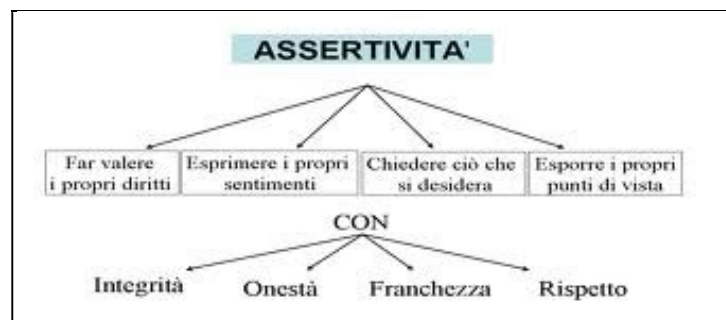 ASSERTIVITA'
Far valere
i propri diritti
Esprimere i propri
sentimenti
Chiedere ciò che
si desidera
Esporre i propri
punti di vista
CON
Integrità
Onestà
Franchezza
Rispetto